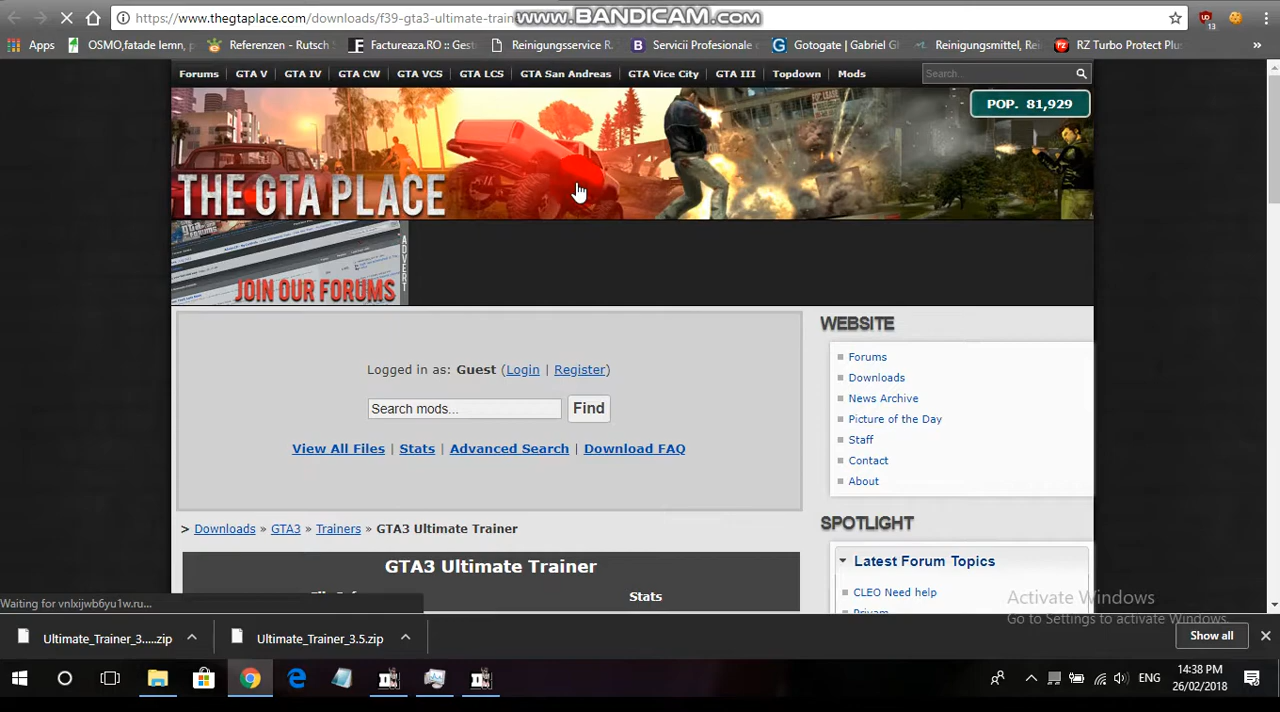 https://www.thegtaplace.com/downloads/f39-gta3-ultimate-train
www.BANDICAM.com
13
Apps
OSMO,fatade lemn, p
Referenzen - Rutsch
Factureaza.RO :: Gest
Reinigungsservice R
Servicii Profesionale
Gotogate | Gabriel Gh
Reinigungsmittel, Rei
RZ Turbo Protect Plus
»
Forums GTA V GTA IV GTA CW GTA VCS GTA LCS GTA San Andreas GTA Vice City GTA III Topdown Mods
Search...
POP. 81,929
THE GTA PLACE
JOIN OUR FORUMS
ADVERT
Logged in as: Guest (Login | Register)
Search mods... Find
View All Files | Stats | Advanced Search | Download FAQ
> Downloads » GTA3 » Trainers » GTA3 Ultimate Trainer
GTA3 Ultimate Trainer
Stats
WEBSITE
Forums
Downloads
News Archive
Picture of the Day
Staff
Contact
About
SPOTLIGHT
Latest Forum Topics
CLEO Need help
Activate Windows
Go to Settings to activate Windows.
Waiting for vnlxijwb6yu1w.ru...
Ultimate_Trainer_3.....zip
Ultimate_Trainer_3.5.zip
Show all
ENG
14:38 PM
26/02/2018